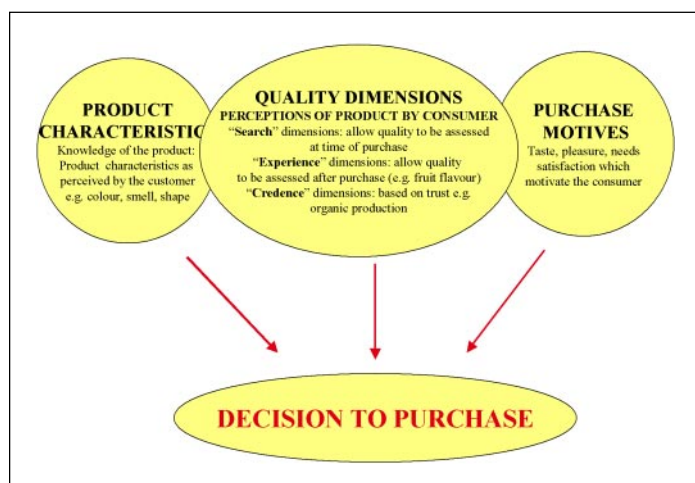 PRODUCT
CHARACTERISTIC
Knowledge of the product:
Product characteristics as
perceived by the customer
e.g. colour, smell, shape
QUALITY DIMENSIONS
PERCEPTIONS OF PRODUCT BY CONSUMER
“Search” dimensions: allow quality to be assessed
at time of purchase
“Experience” dimensions: allow quality
to be assessed after purchase (e.g. fruit flavour)
“Credence” dimensions: based on trust e.g.
organic production
PURCHASE
MOTIVES
Taste, pleasure, needs
satisfaction which
motivate the consumer
DECISION TO PURCHASE